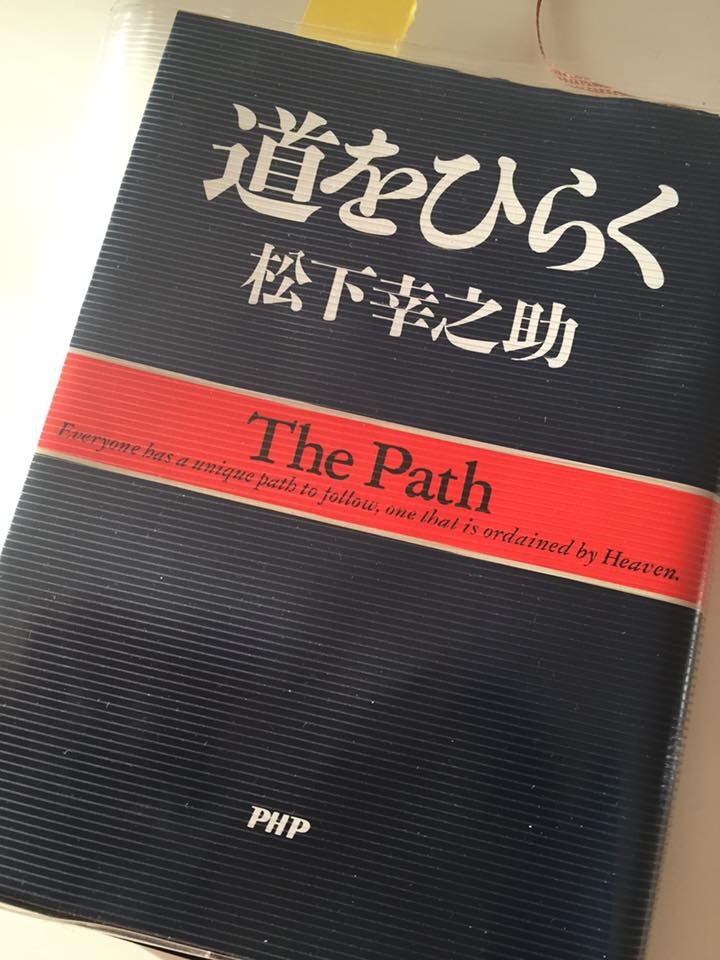 道をひらく
松下幸之助
The Path
Everyone has a unique path to follow, one that is ordained by Heaven.
PHP